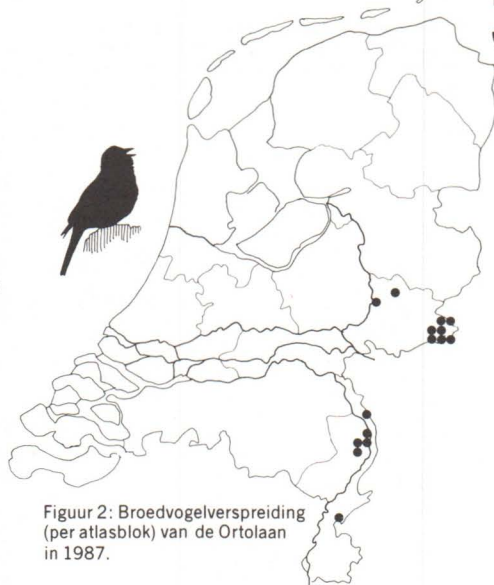 Figuur 2: Broedvogelverspreiding
(per atlasblok) van de Ortolaan
in 1987.